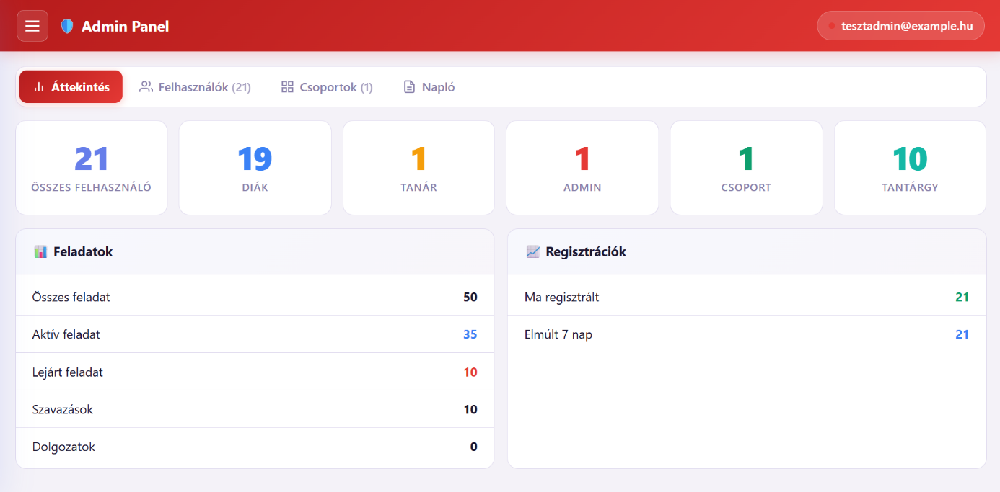 Admin Panel
tesztadmin@example.hu
Áttekintés
Felhasználók (21)
Csoportok (1)
Napló
21
ÖSSZES FELHASZNÁLÓ
19
DIÁK
1
TANÁR
1
ADMIN
1
CSOPORT
10
TANTÁRGY
Feladatok
Összes feladat 50
Aktív feladat 35
Lejárt feladat 10
Szavazások 10
Dolgozatok 0
Regisztrációk
Ma regisztrált 21
Elmúlt 7 nap 21